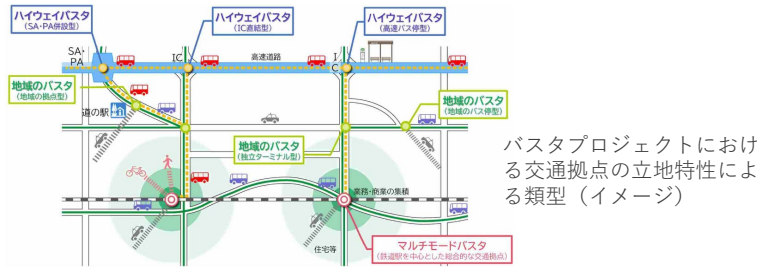 ハイウェイバスタ
(SA・PA併設型)
ハイウェイバスタ
(IC直結型)
ハイウェイバスタ
(高速バス停型)
SA・
PA
IC
高速道路
I
C
地域のバスタ
(地域の拠点型)
道の駅
地域のバスタ
(地域のバス停型)
地域のバスタ
(独立ターミナル型)
業務・商業の集積
住宅等
マルチモードバスタ
(鉄道駅を中心とした総合的な交通拠点)
バスタプロジェクトにおけ
る交通拠点の立地特性によ
る類型（イメージ）